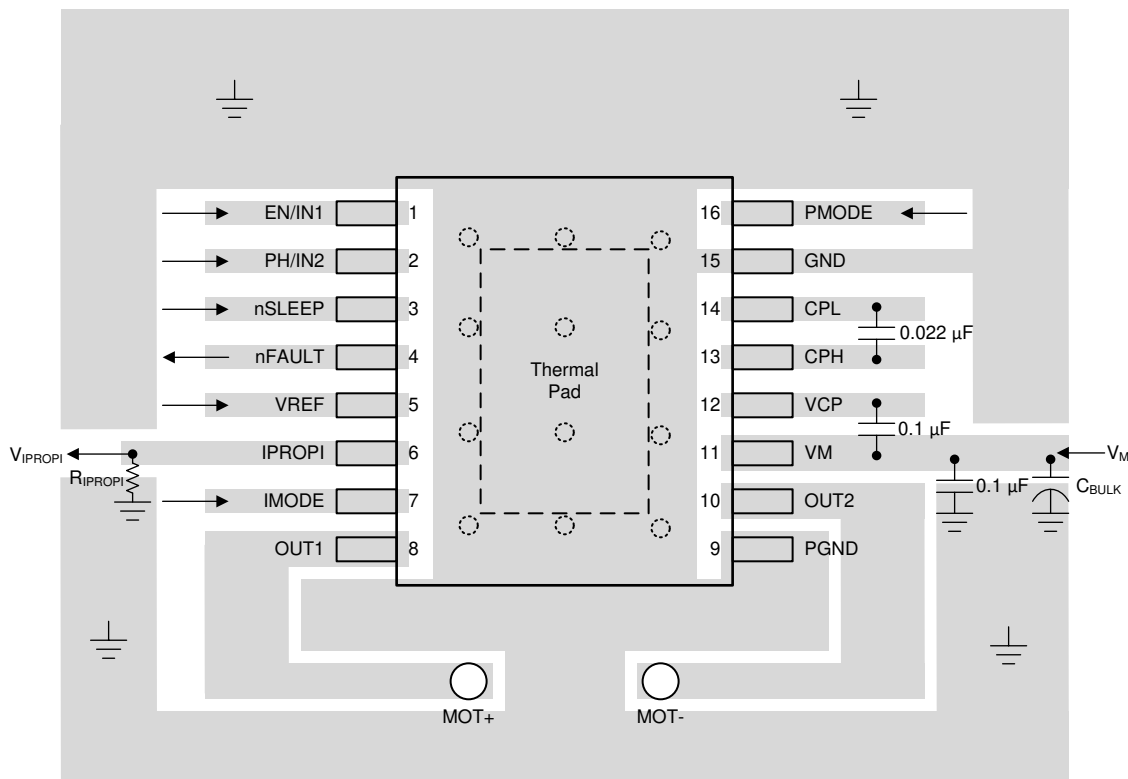 EN/IN1 1
PH/IN2 2
nSLEEP 3
nFAULT 4
VREF 5
VIPROPI
IPROPI 6
RIPROPI
IMODE 7
OUT1 8
Thermal
Pad
16 PMODE
15 GND
14 CPL
0.022 µF
13 CPH
12 VCP
0.1 µF
11 VM
VM
0.1 µF
CBULK
10 OUT2
9 PGND
MOT+
MOT-